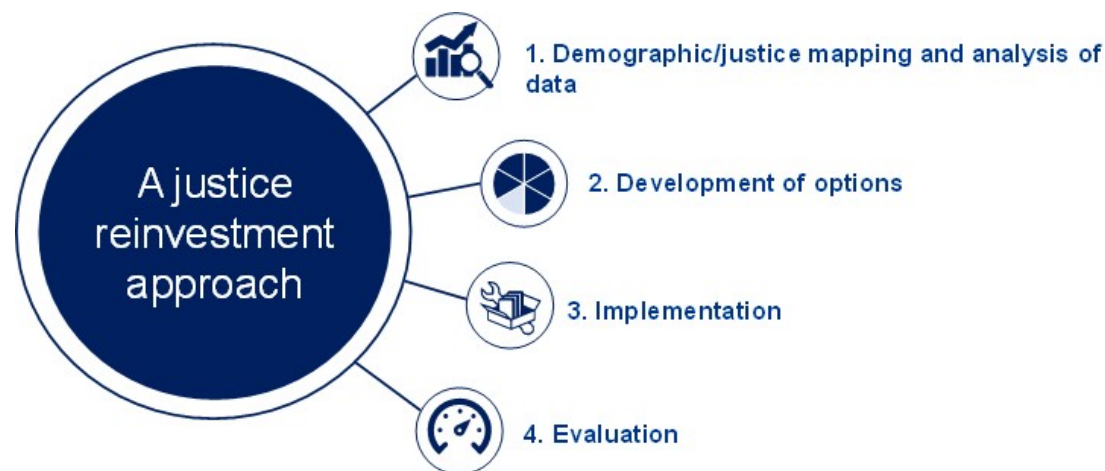 A justice
reinvestment
approach
1. Demographic/justice mapping and analysis of
data
2. Development of options
3. Implementation
4. Evaluation